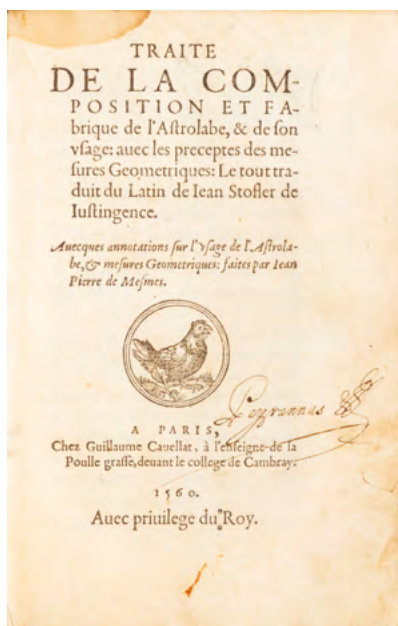 TRAITE
DE LA COM-
POSITION ET FA-
brique de l'Aſtrolabe, & de ſon
vſage: auec les preceptes des me-
ſures Geometriques: Le tout tra-
duit du Latin de Iean Stofler de
Iuſtingence.
Auecques annotations ſur l'vſage de l'Aſtrola-
be, & meſures Geometriques: faites par Iean
Pierre de Meſmes.
Peyrannus
A PARIS,
Chez Guillaume Cauellat, à l'enſeigne de la
Poulle graſſe, deuant le college de Cambray.
1560.
Auec priuilege du Roy.